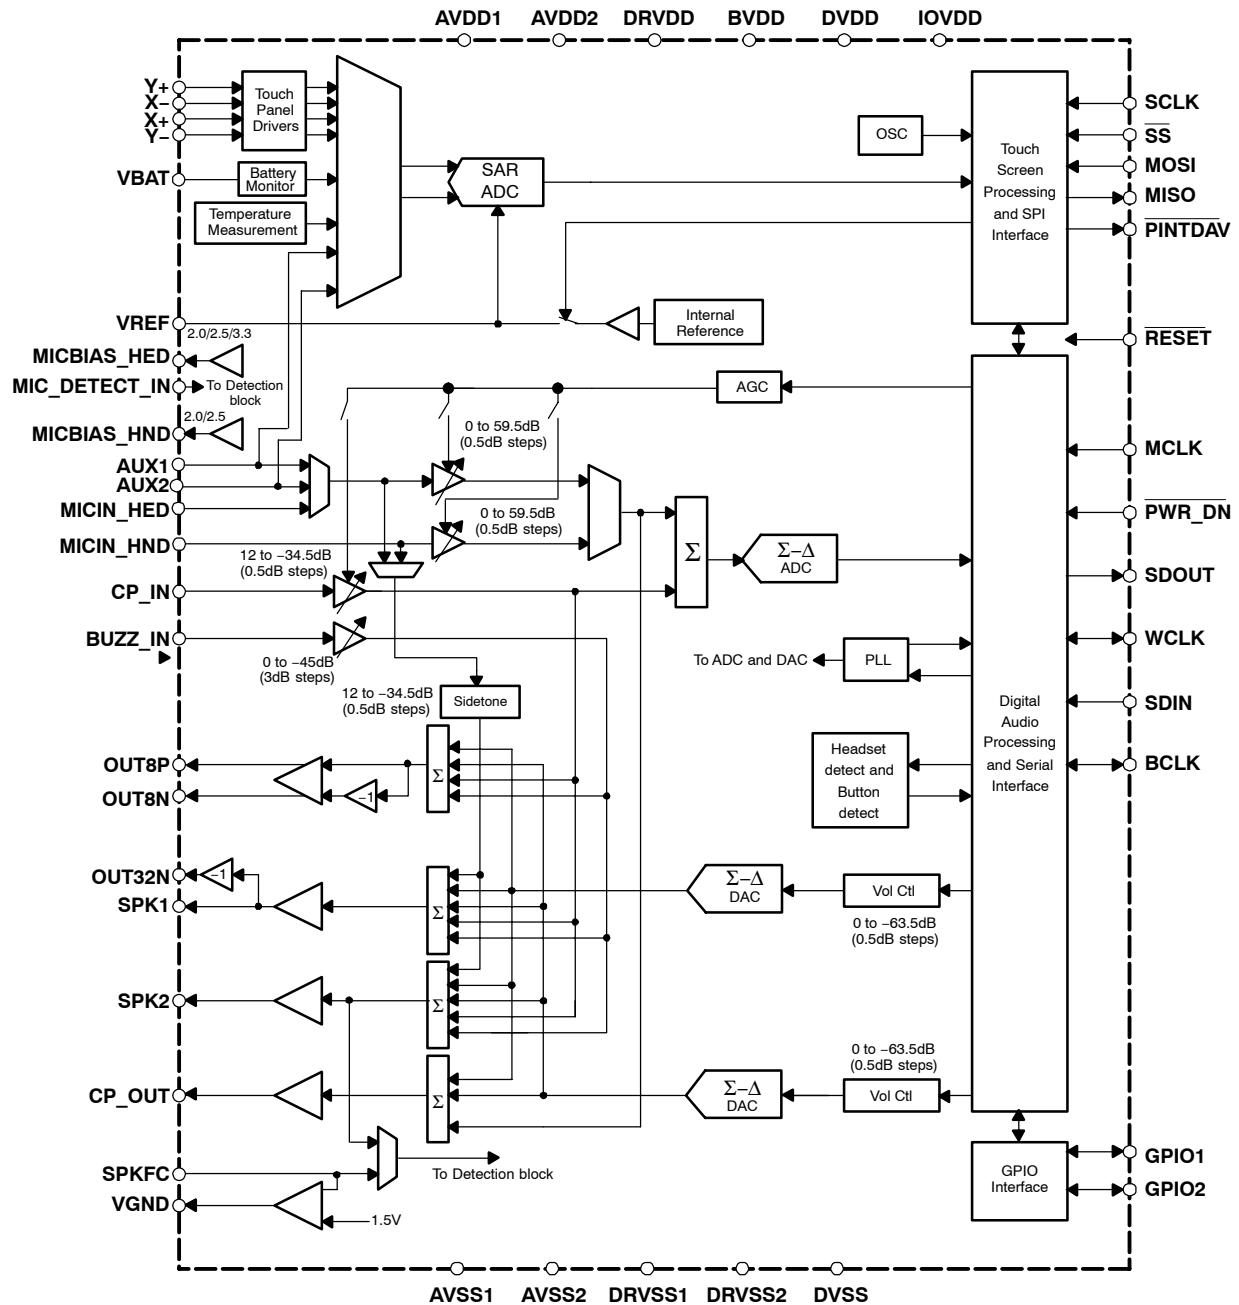 AVDD1 AVDD2 DRVDD BVDD DVDD IOVDD
Y+
X−
X+
Y−
Touch
Panel
Drivers
VBAT
Battery
Monitor
Temperature
Measurement
SAR
ADC
OSC
Touch
Screen
Processing
and SPI
Interface
SCLK
SS
MOSI
MISO
PINTDAV
VREF
Internal
Reference
RESET
2.0/2.5/3.3
MICBIAS_HED
MIC_DETECT_IN
To Detection
block
AGC
2.0/2.5
MICBIAS_HND
0 to 59.5dB
(0.5dB steps)
MCLK
AUX1
AUX2
MICIN_HED
0 to 59.5dB
(0.5dB steps)
PWR_DN
MICIN_HND
12 to −34.5dB
(0.5dB steps)
Σ
Σ−Δ
ADC
SDOUT
CP_IN
BUZZ_IN
0 to −45dB
(3dB steps)
WCLK
To ADC and DAC
PLL
12 to −34.5dB
(0.5dB steps)
Sidetone
SDIN
Digital
Audio
Processing
and Serial
Interface
Headset
detect and
Button
detect
BCLK
OUT8P
OUT8N
−1
Σ
OUT32N
−1
SPK1
Σ
Σ−Δ
DAC
Vol Ctl
0 to −63.5dB
(0.5dB steps)
SPK2
Σ
0 to −63.5dB
(0.5dB steps)
CP_OUT
Σ
Σ−Δ
DAC
Vol Ctl
SPKFC
To Detection block
VGND
1.5V
GPIO
Interface
GPIO1
GPIO2
AVSS1 AVSS2 DRVSS1 DRVSS2 DVSS